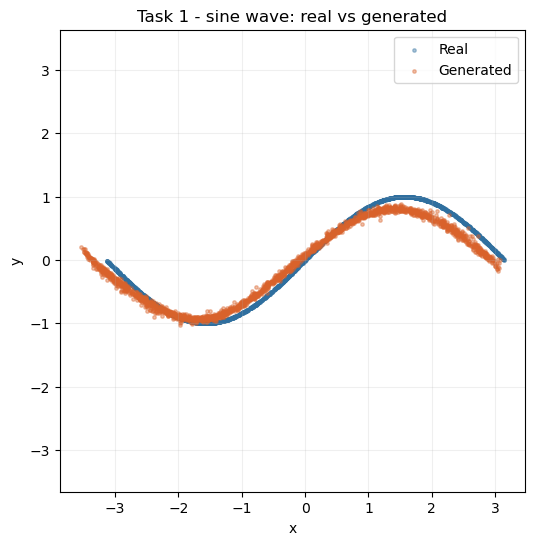 Task 1 - sine wave: real vs generated
Real
Generated
3
2
1
0
−1
−2
−3
y
−3 −2 −1 0 1 2 3
x